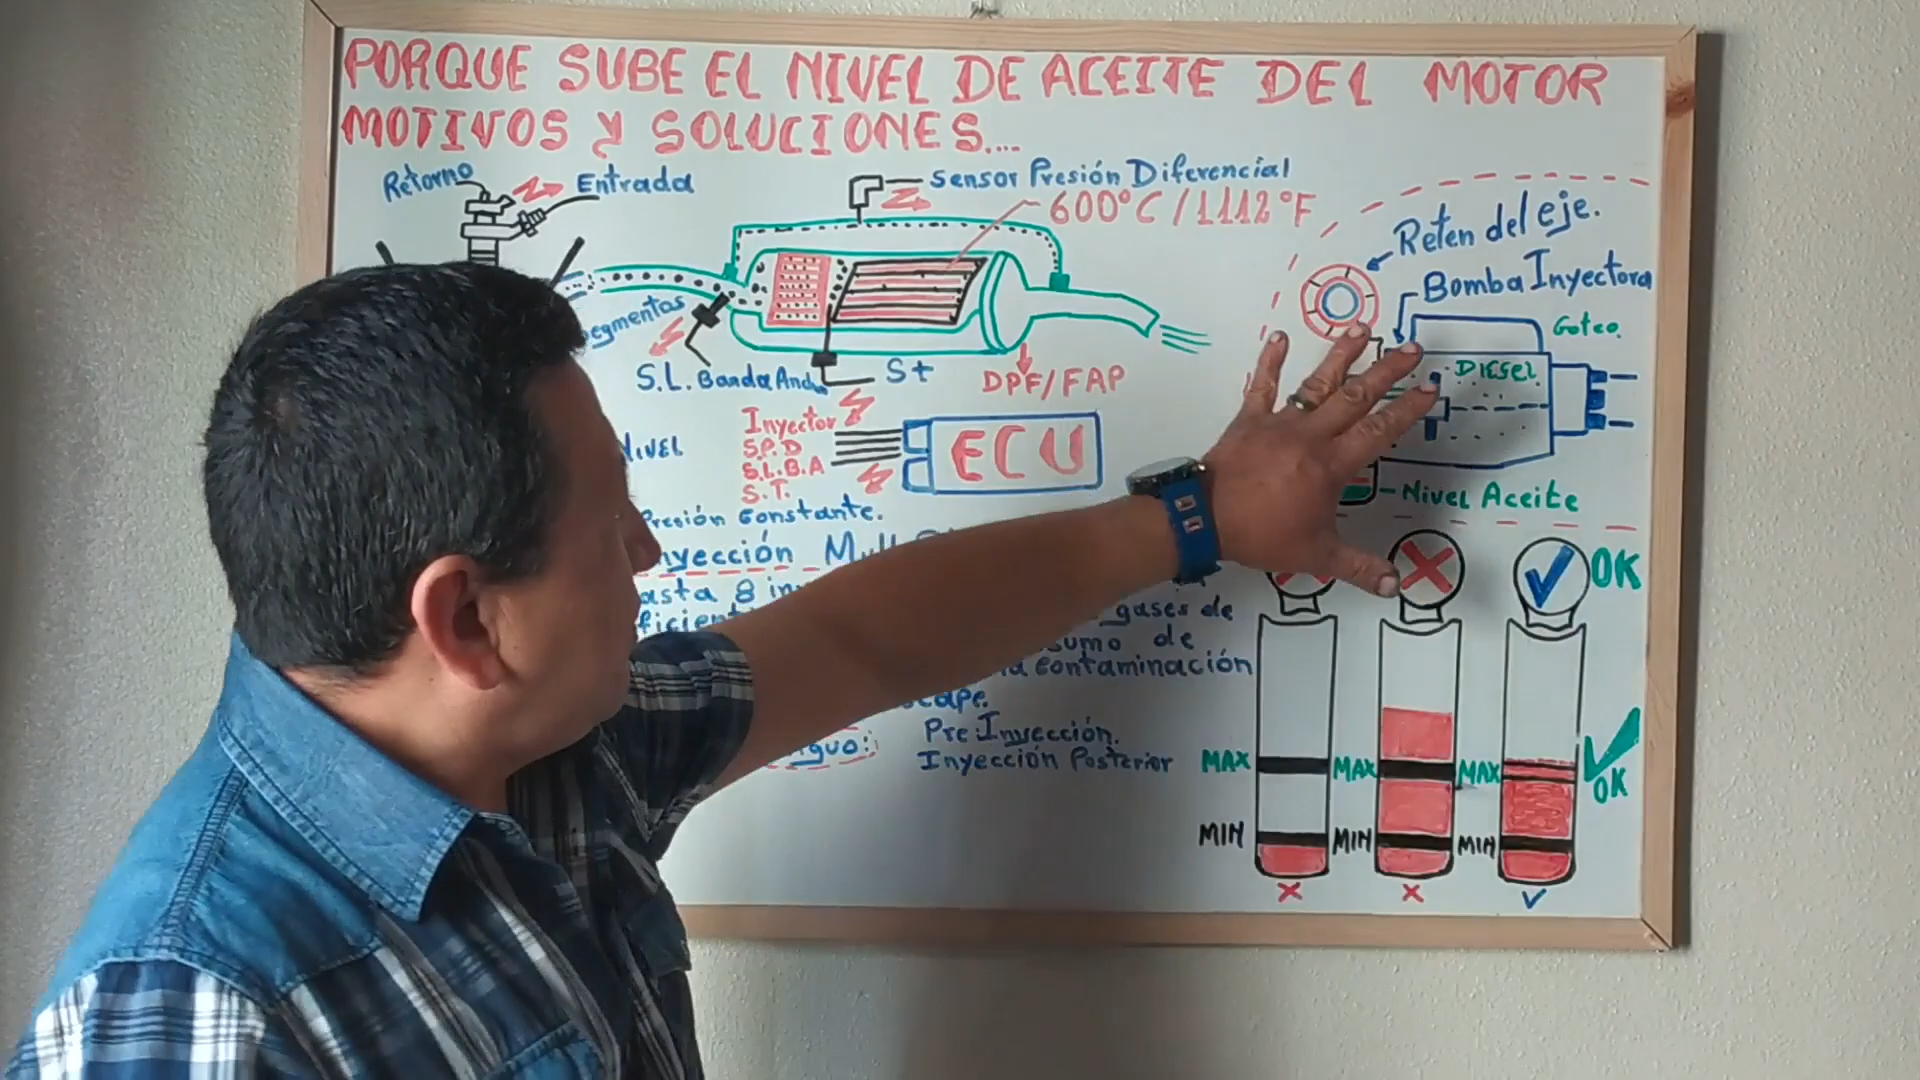 PORQUE SUBE EL NIVEL DE ACEITE DEL MOTOR
MOTIVOS Y SOLUCIONES....
Retorno
Entrada
Sensor Presión Diferencial
600°C / 1112°F
Reten del eje.
Bomba Inyectora
Goteo.
DIESEL
Segmentos
S.L. Banda
St
DPF/FAP
Inyector
S.P.D
S.L.B.A
S.T.
ECU
NIVEL
Nivel Aceite
Presión Constante.
OK
gases de
de
contaminación
Pre Inyección.
Inyección Posterior
MAX
MAX
MAX
OK
MIN
MIN
MIN